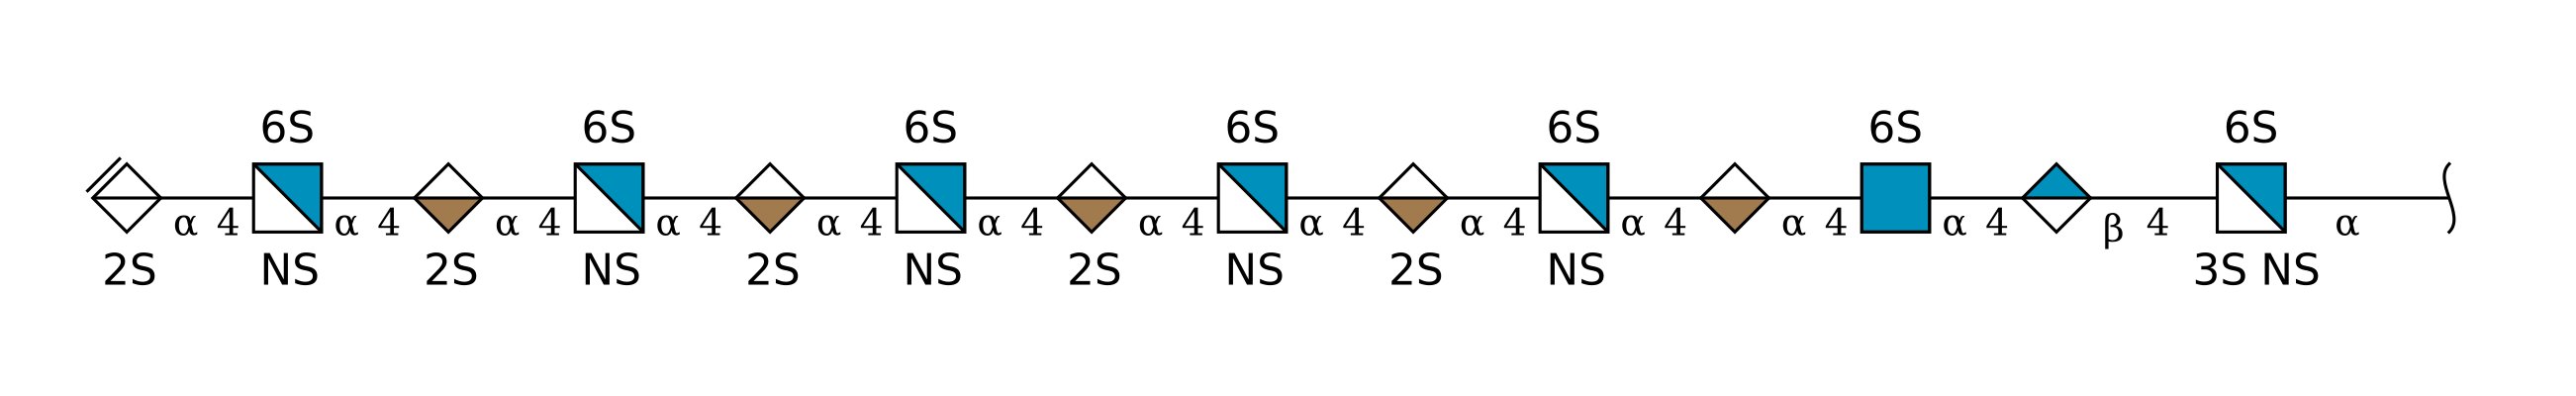 6S 6S 6S 6S 6S 6S 6S
α 4 α 4 α 4 α 4 α 4 α 4 α 4 α 4 α 4 α 4 α 4 α 4 β 4 α
2S NS 2S NS 2S NS 2S NS 2S NS 3S NS